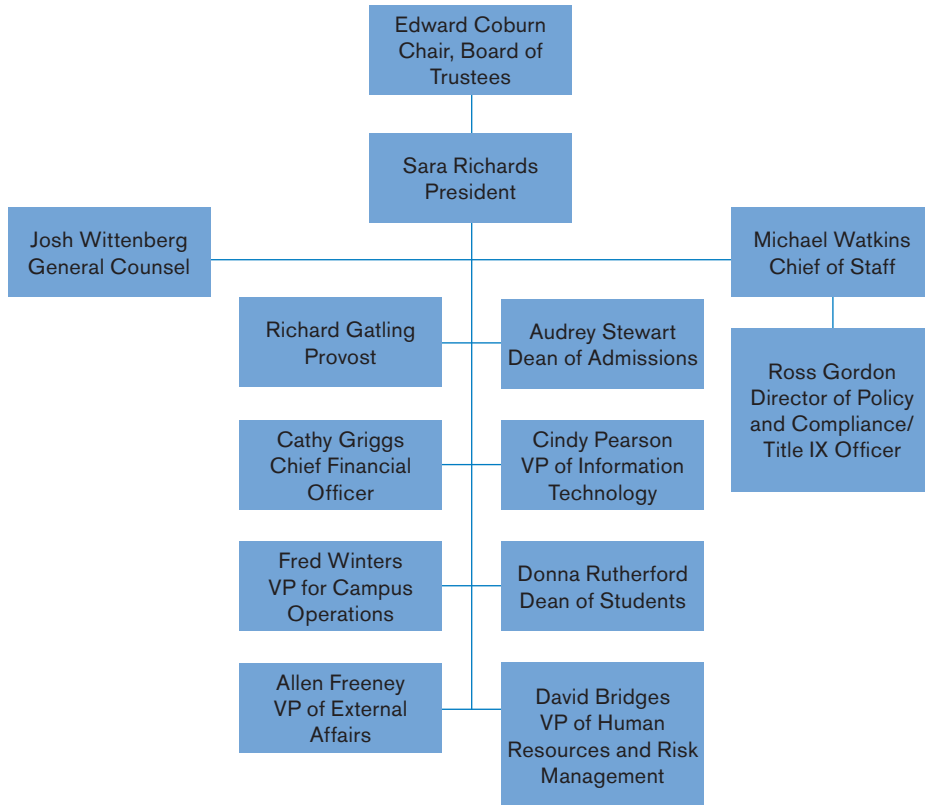 Edward Coburn
Chair, Board of
Trustees
Sara Richards
President
Josh Wittenberg
General Counsel
Michael Watkins
Chief of Staff
Richard Gatling
Provost
Audrey Stewart
Dean of Admissions
Ross Gordon
Director of Policy
and Compliance/
Title IX Officer
Cathy Griggs
Chief Financial
Officer
Cindy Pearson
VP of Information
Technology
Fred Winters
VP for Campus
Operations
Donna Rutherford
Dean of Students
Allen Freeney
VP of External
Affairs
David Bridges
VP of Human
Resources and Risk
Management